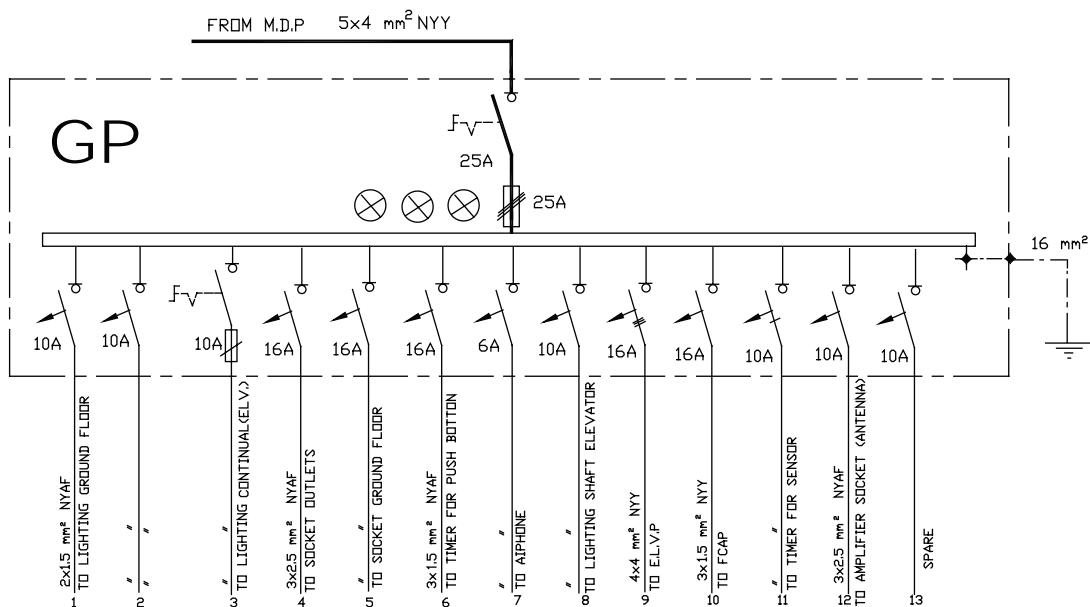 FROM M.D.P 5x4 mm² NYY
GP
25A
25A
16 mm²
10A
10A
10A
16A
16A
16A
6A
10A
16A
16A
10A
10A
10A
2x1.5 mm² NYAF
TO LIGHTING GROUND FLOOR
TO LIGHTING CONTINUAL(EL.V.)
3x2.5 mm² NYAF
TO SOCKET OUTLETS
TO SOCKET GROUND FLOOR
3x1.5 mm² NYAF
TO TIMER FOR PUSH BOTTON
TO AIPHONE
TO LIGHTING SHAFT ELEVATOR
4x4 mm² NYY
TO E.L.V.P
3x1.5 mm² NYY
TO FCAP
TO TIMER FOR SENSOR
3x2.5 mm² NYAF
TO AMPLIFIER SOCKET (ANTENNA)
SPARE
1 2 3 4 5 6 7 8 9 10 11 12 13